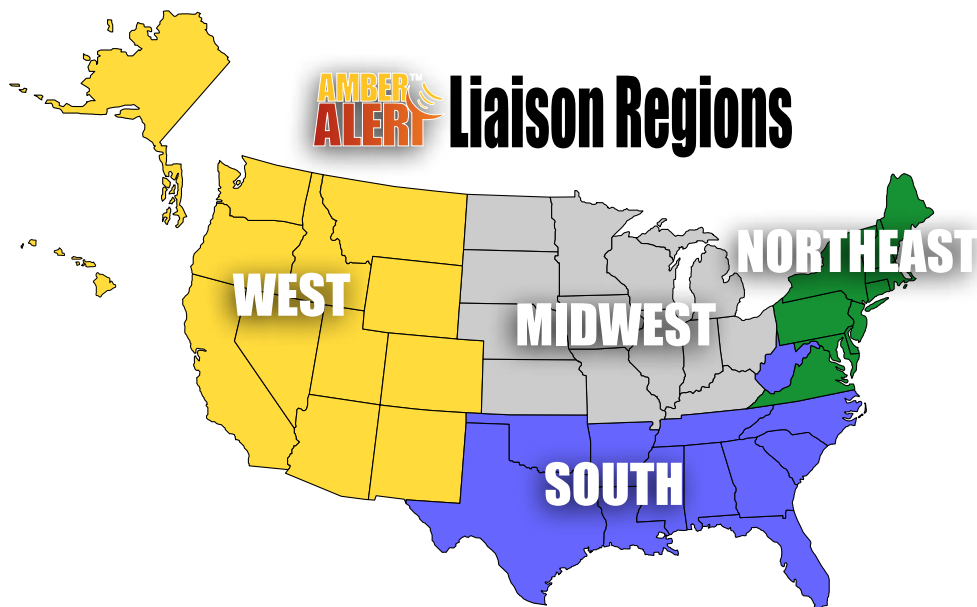 AMBER™
ALERT
Liaison Regions
NORTHEAST
WEST
MIDWEST
SOUTH